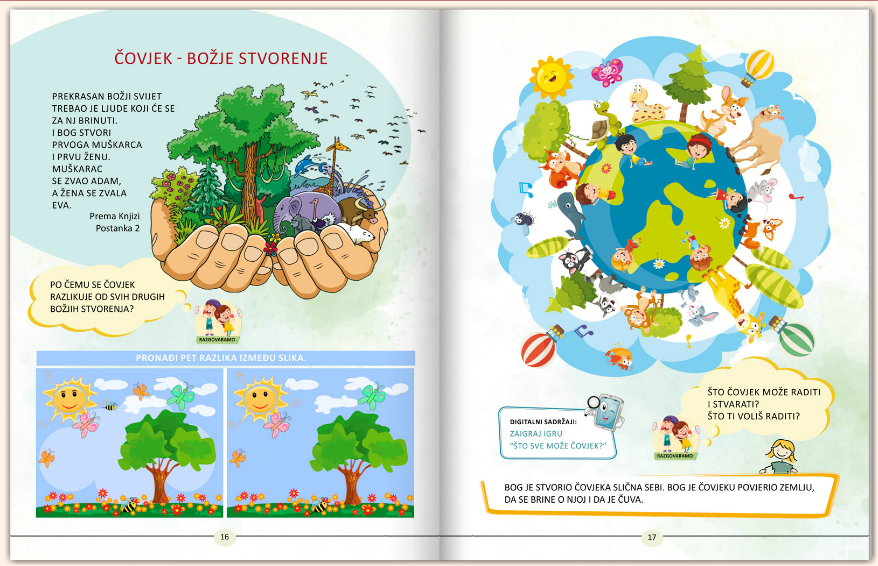 ČOVJEK - BOŽJE STVORENJE
PREKRASAN BOŽJI SVIJET
TREBAO JE LJUDE KOJI ĆE SE
ZA NJ BRINUTI.
I BOG STVORI
PRVOGA MUŠKARCA
I PRVU ŽENU.
MUŠKARAC
SE ZVAO ADAM,
A ŽENA SE ZVALA
EVA.
Prema Knjizi
Postanka 2
PO ČEMU SE ČOVJEK
RAZLIKUJE OD SVIH DRUGIH
BOŽJIH STVORENJA?
RAZGOVARAMO
PRONAĐI PET RAZLIKA IZMEĐU SLIKA.
16
DIGITALNI SADRŽAJI:
ZAIGRAJ IGRU
"ŠTO SVE MOŽE ČOVJEK?"
RAZGOVARAMO
ŠTO ČOVJEK MOŽE RADITI
I STVARATI?
ŠTO TI VOLIŠ RADITI?
BOG JE STVORIO ČOVJEKA SLIČNA SEBI. BOG JE ČOVJEKU POVJERIO ZEMLJU,
DA SE BRINE O NJOJ I DA JE ČUVA.
17